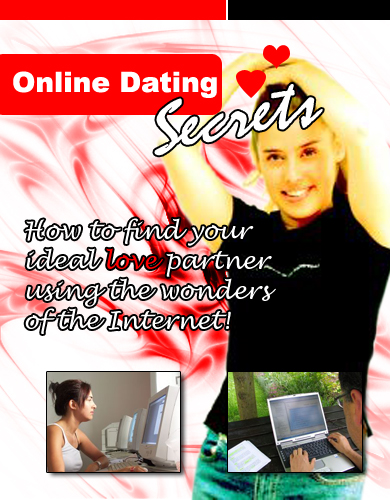 Online Dating
Secrets
How to find your
ideal love partner
using the wonders
of the Internet!